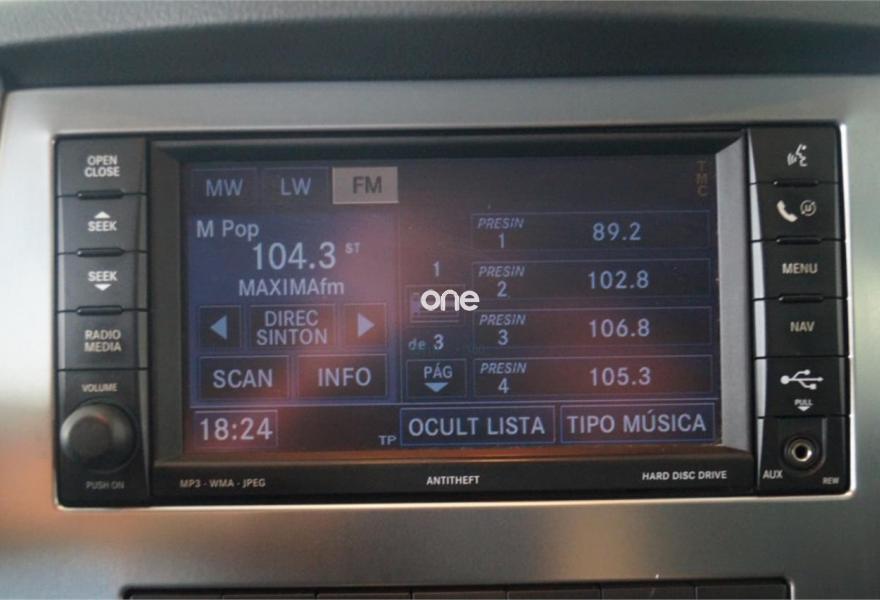 OPEN
CLOSE
SEEK
SEEK
RADIO
MEDIA
VOLUME
PUSH ON
MW LW FM
TMC
M Pop
104.3 ST
MAXIMAfm
DIREC
SINTON
SCAN INFO
18:24
TP
1
de 3
PÁG
PRESIN
1 89.2
PRESIN
2 102.8
PRESIN
3 106.8
PRESIN
4 105.3
OCULT LISTA
TIPO MÚSICA
one
MP3 - WMA - JPEG
ANTITHEFT
HARD DISC DRIVE
MENU
NAV
PULL
AUX
REW